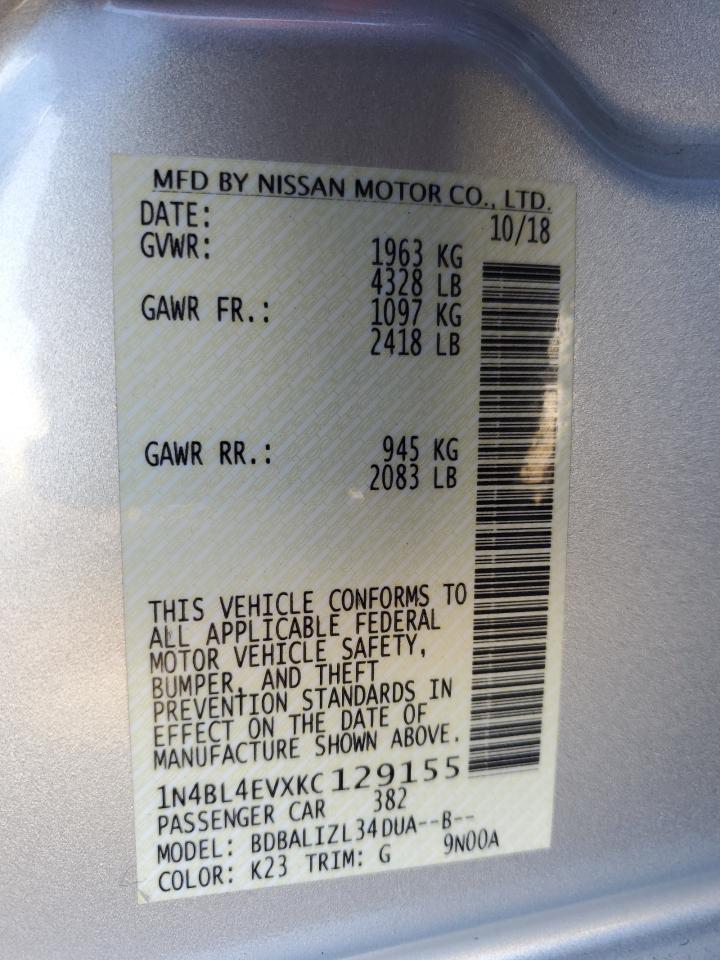 MFD BY NISSAN MOTOR CO., LTD.
DATE: 10/18
GVWR: 1963 KG
4328 LB
GAWR FR.: 1097 KG
2418 LB
GAWR RR.: 945 KG
2083 LB
THIS VEHICLE CONFORMS TO
ALL APPLICABLE FEDERAL
MOTOR VEHICLE SAFETY,
BUMPER, AND THEFT
PREVENTION STANDARDS IN
EFFECT ON THE DATE OF
MANUFACTURE SHOWN ABOVE.
1N4BL4EVXKC129155
PASSENGER CAR 382
MODEL: BDBALIZL34DUA--B--
COLOR: K23 TRIM: G 9N00A